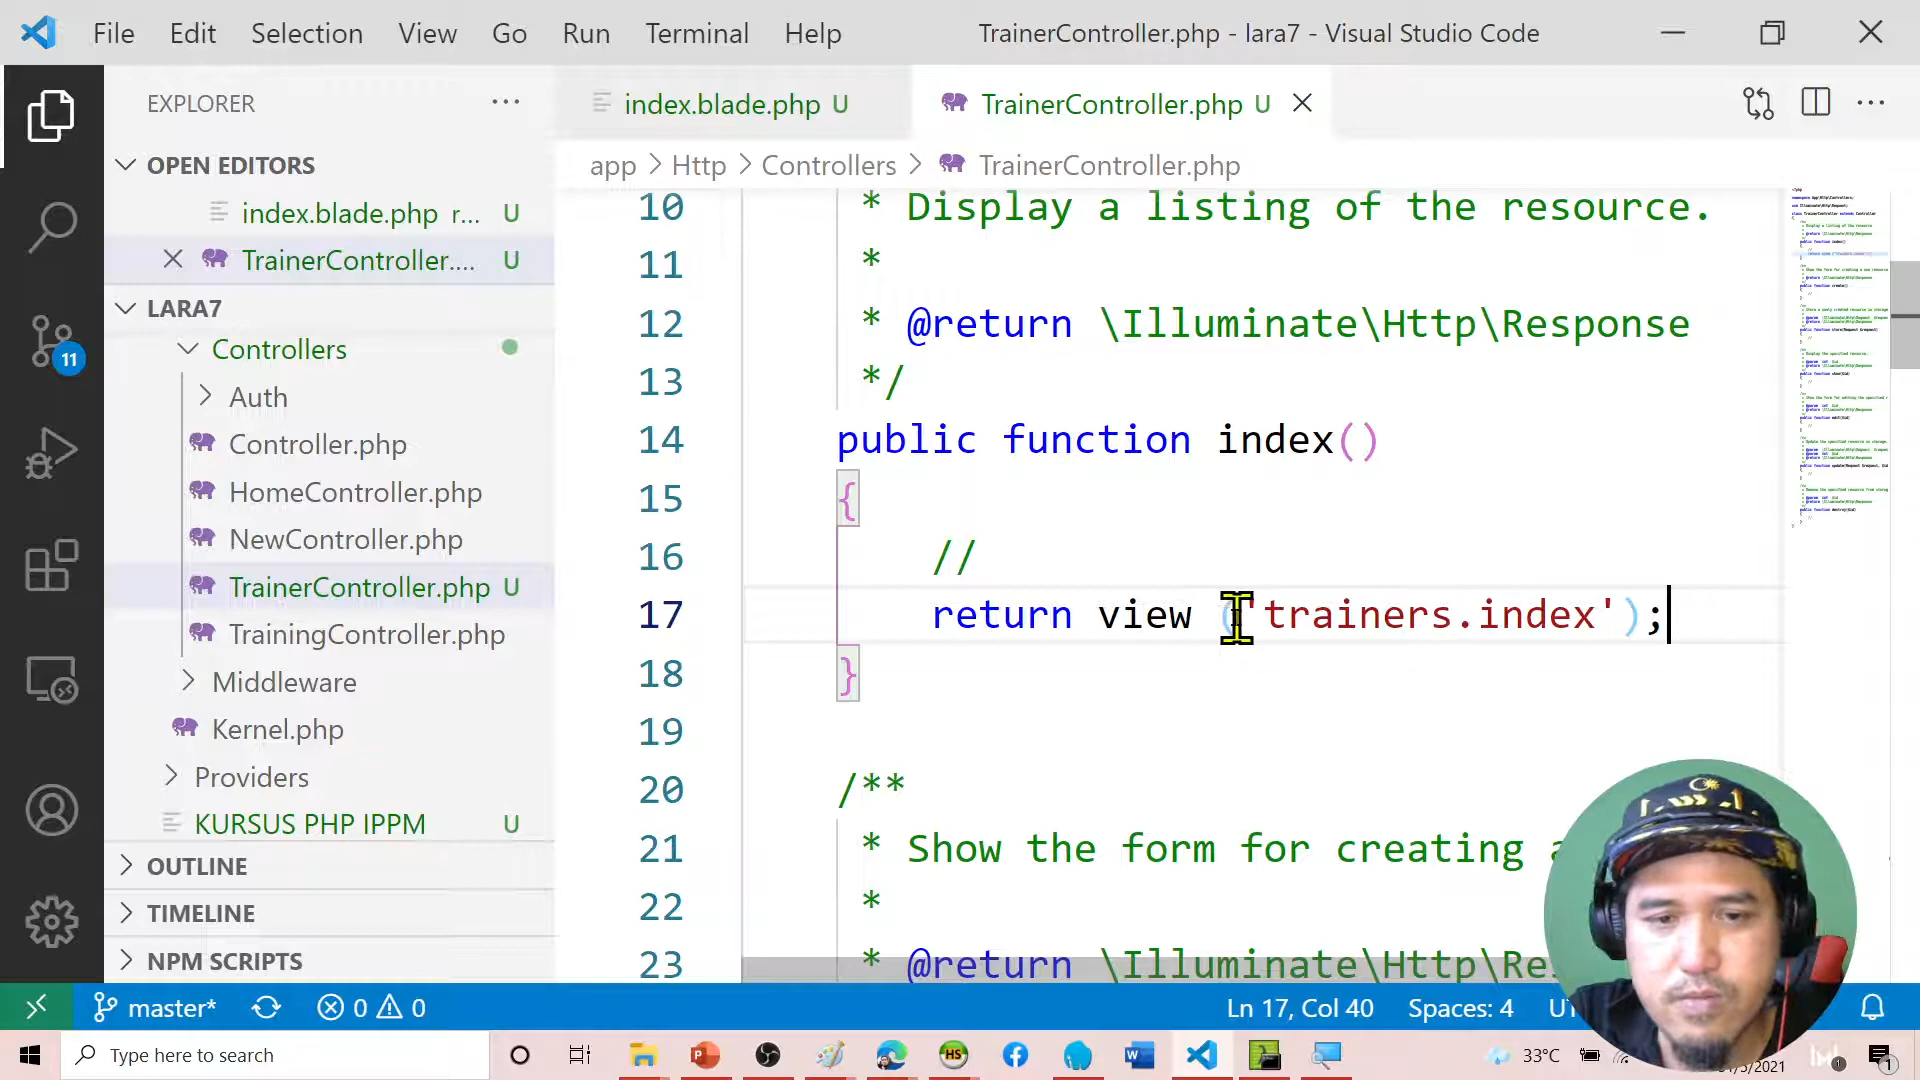 File Edit Selection View Go Run Terminal Help TrainerController.php - lara7 - Visual Studio Code
EXPLORER
OPEN EDITORS
index.blade.php r... U
TrainerController.... U
LARA7
Controllers
Auth
Controller.php
HomeController.php
NewController.php
TrainerController.php U
TrainingController.php
Middleware
Kernel.php
Providers
KURSUS PHP IPPM U
OUTLINE
TIMELINE
NPM SCRIPTS
11
index.blade.php U TrainerController.php U
app > Http > Controllers > TrainerController.php
10 * Display a listing of the resource.
11 *
12 * @return \Illuminate\Http\Response
13 */
14 public function index()
15 {
16 //
17 return view ('trainers.index');
18 }
19
20 /**
21 * Show the form for creating
22 *
23 * @return \Illuminate\Http\Re
master* 0 0 Ln 17, Col 40 Spaces: 4
Type here to search
HS
33°C
1